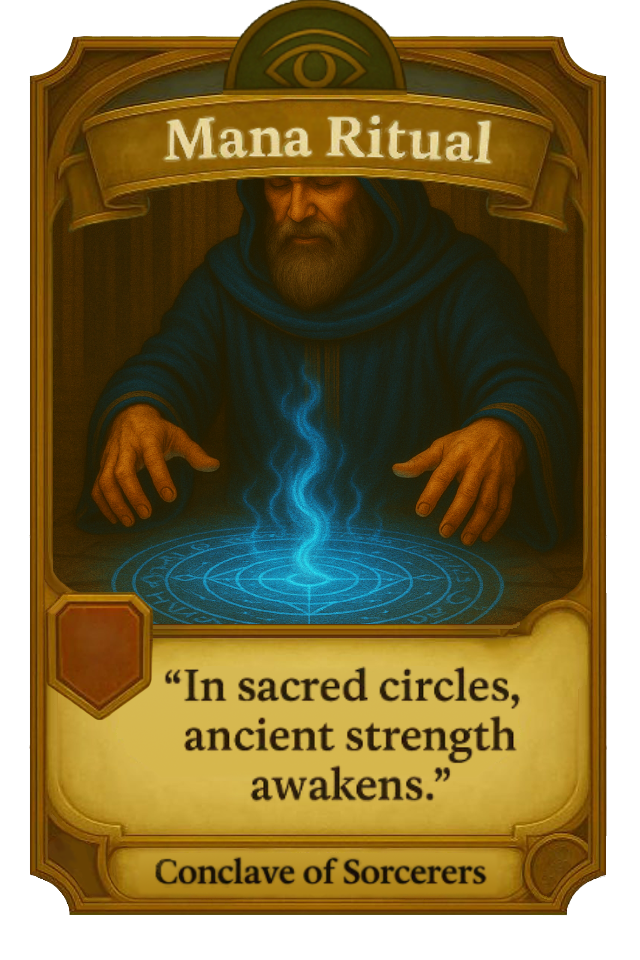 Mana Ritual
“In sacred circles,
ancient strength
awakens.”
Conclave of Sorcerers